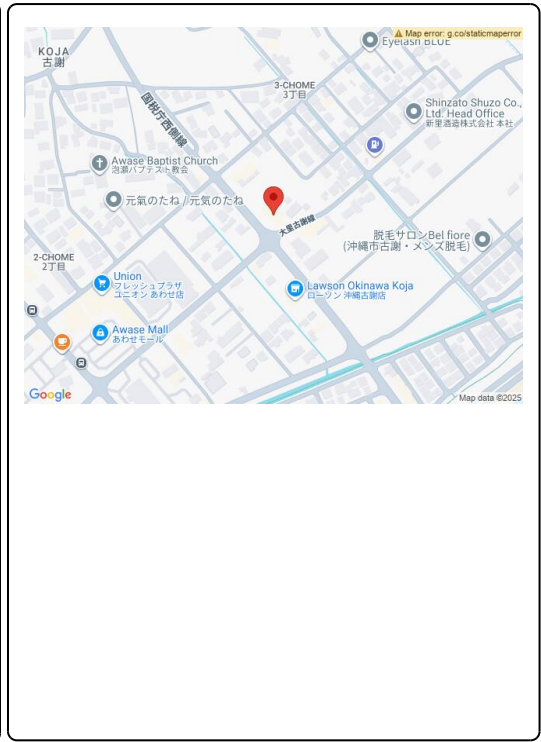 Map error: g.co/staticmaperror
Eyelash BLUE
KOJA
古謝
3-CHOME
3丁目
国税庁西側線
Shinzato Shuzo Co.,
Ltd. Head Office
新里酒造株式会社 本社
Awase Baptist Church
泡瀬バプテスト教会
元氣のたね / 元気のたね
大里古謝線
脱毛サロンBel fiore
(沖縄市古謝・メンズ脱毛)
2-CHOME
2丁目
Union
フレッシュプラザ
ユニオン あわせ店
Lawson Okinawa Koja
ローソン 沖縄古謝店
Awase Mall
あわせモール
Google
Map data ©2025